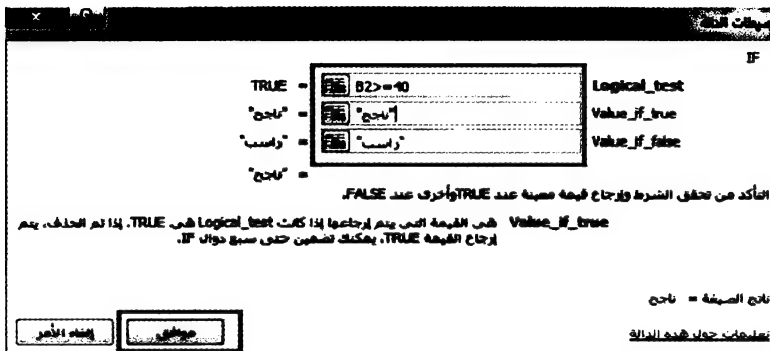 وسيطات الدالة
IF
Logical_test B2>=40 = TRUE
Value_if_true "ناجح" = "ناجح"
Value_if_false "راسب" = "راسب"
= "ناجح"
التأكد من تحقق الشرط وإرجاع قيمة معينة عند TRUEوأخرى عند FALSE.
Value_if_true هي القيمة التي يتم إرجاعها إذا كانت Logical_test هي TRUE. إذا تم الحذف، يتم
إرجاع القيمة TRUE. يمكنك تضمين حتى سبع دوال IF.
ناتج الصيغة = ناجح
تعليمات حول هذه الدالة
موافق
إلغاء الأمر